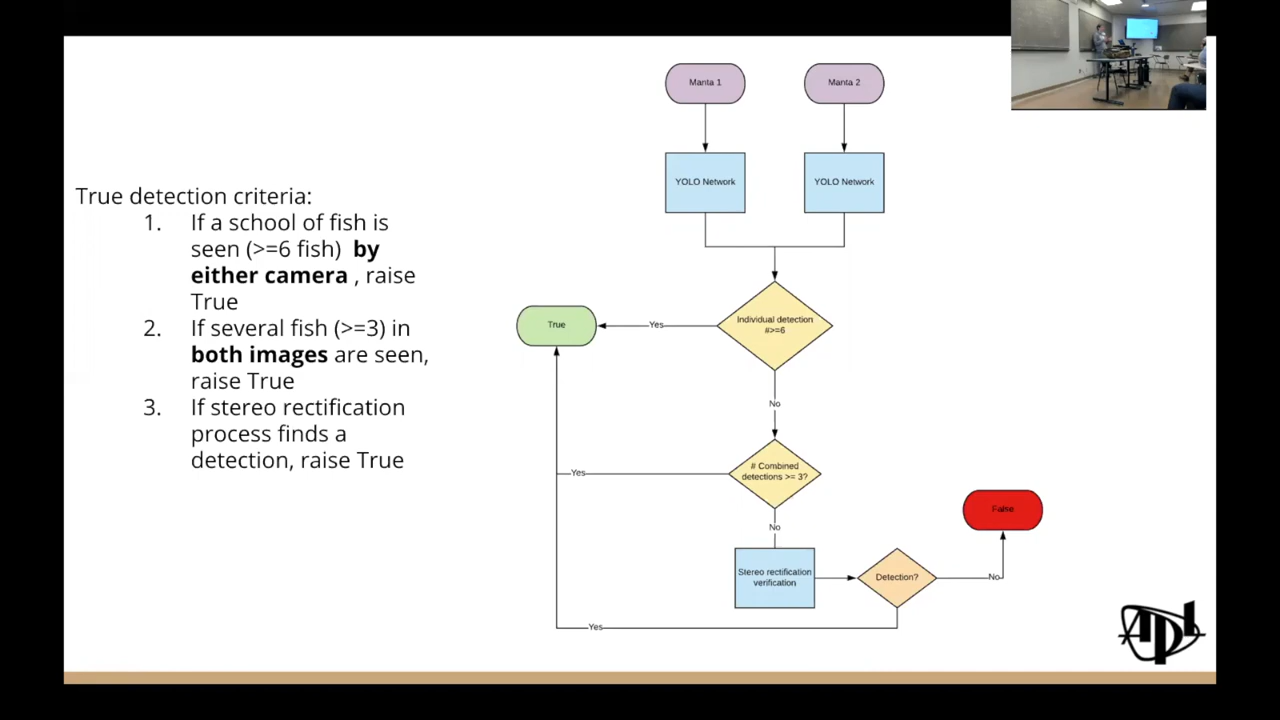 True detection criteria:
1. If a school of fish is
seen (>=6 fish) by
either camera , raise
True
2. If several fish (>=3) in
both images are seen,
raise True
3. If stereo rectification
process finds a
detection, raise True
Manta 1
Manta 2
YOLO Network
YOLO Network
Individual detection
#>=6
Yes
True
No
# Combined
detections >= 3?
Yes
No
Stereo rectification
verification
Detection?
No
False
Yes
APL